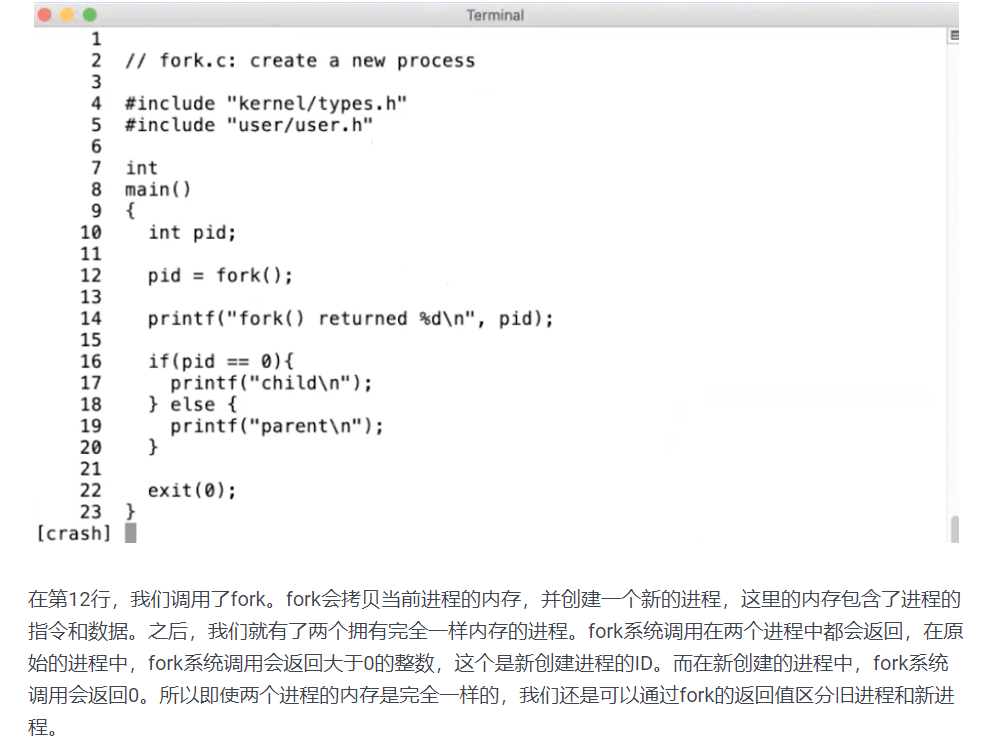 Terminal
1
2 // fork.c: create a new process
3
4 #include "kernel/types.h"
5 #include "user/user.h"
6
7 int
8 main()
9 {
10 int pid;
11
12 pid = fork();
13
14 printf("fork() returned %d\n", pid);
15
16 if(pid == 0){
17 printf("child\n");
18 } else {
19 printf("parent\n");
20 }
21
22 exit(0);
23 }
[crash]
在第12行，我们调用了fork。fork会拷贝当前进程的内存，并创建一个新的进程，这里的内存包含了进程的
指令和数据。之后，我们就有了两个拥有完全一样内存的进程。fork系统调用在两个进程中都会返回，在原
始的进程中，fork系统调用会返回大于0的整数，这个是新创建进程的ID。而在新创建的进程中，fork系统
调用会返回0。所以即使两个进程的内存是完全一样的，我们还是可以通过fork的返回值区分旧进程和新进
程。